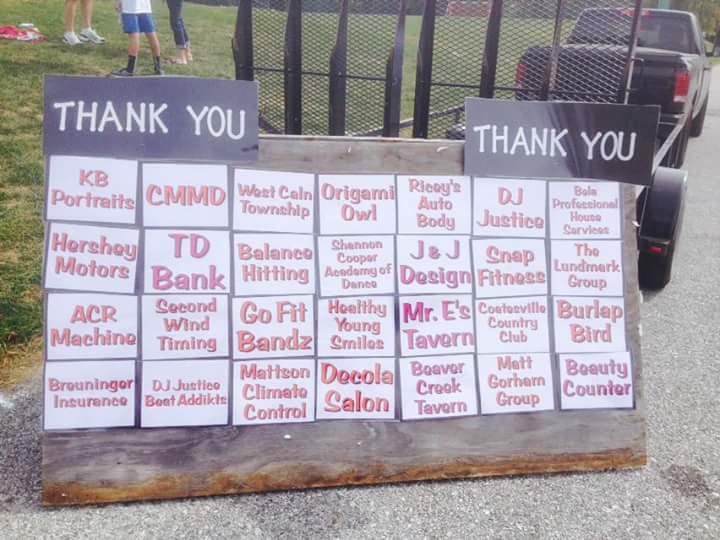 THANK YOU
THANK YOU
KB
Portraits
CMMD
West Caln
Township
Origami
Owl
Ricey's
Auto
Body
DJ
Justice
Bela
Professional
House
Services
Hershey
Motors
TD
Bank
Balance
Hitting
Shannon
Cooper
Academy of
Dance
J & J
Design
Snap
Fitness
The
Lundmark
Group
ACR
Machine
Second
Wind
Timing
Go Fit
Bandz
Healthy
Young
Smiles
Mr. E's
Tavern
Coatesville
Country
Club
Burlap
Bird
Breuninger
Insurance
DJ Justice
Beat Addikts
Mattson
Climate
Control
Decola
Salon
Beaver
Creek
Tavern
Matt
Gorham
Group
Beauty
Counter